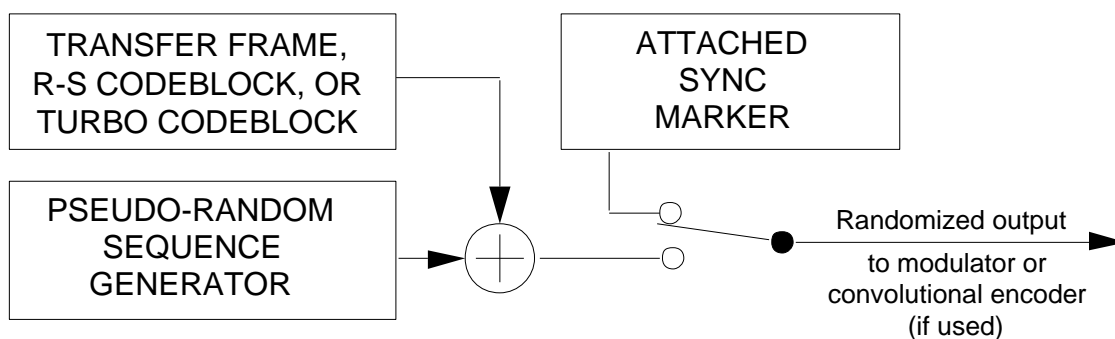 TRANSFER FRAME,
R-S CODEBLOCK, OR
TURBO CODEBLOCK
ATTACHED
SYNC
MARKER
PSEUDO-RANDOM
SEQUENCE
GENERATOR
Randomized output
to modulator or
convolutional encoder
(if used)